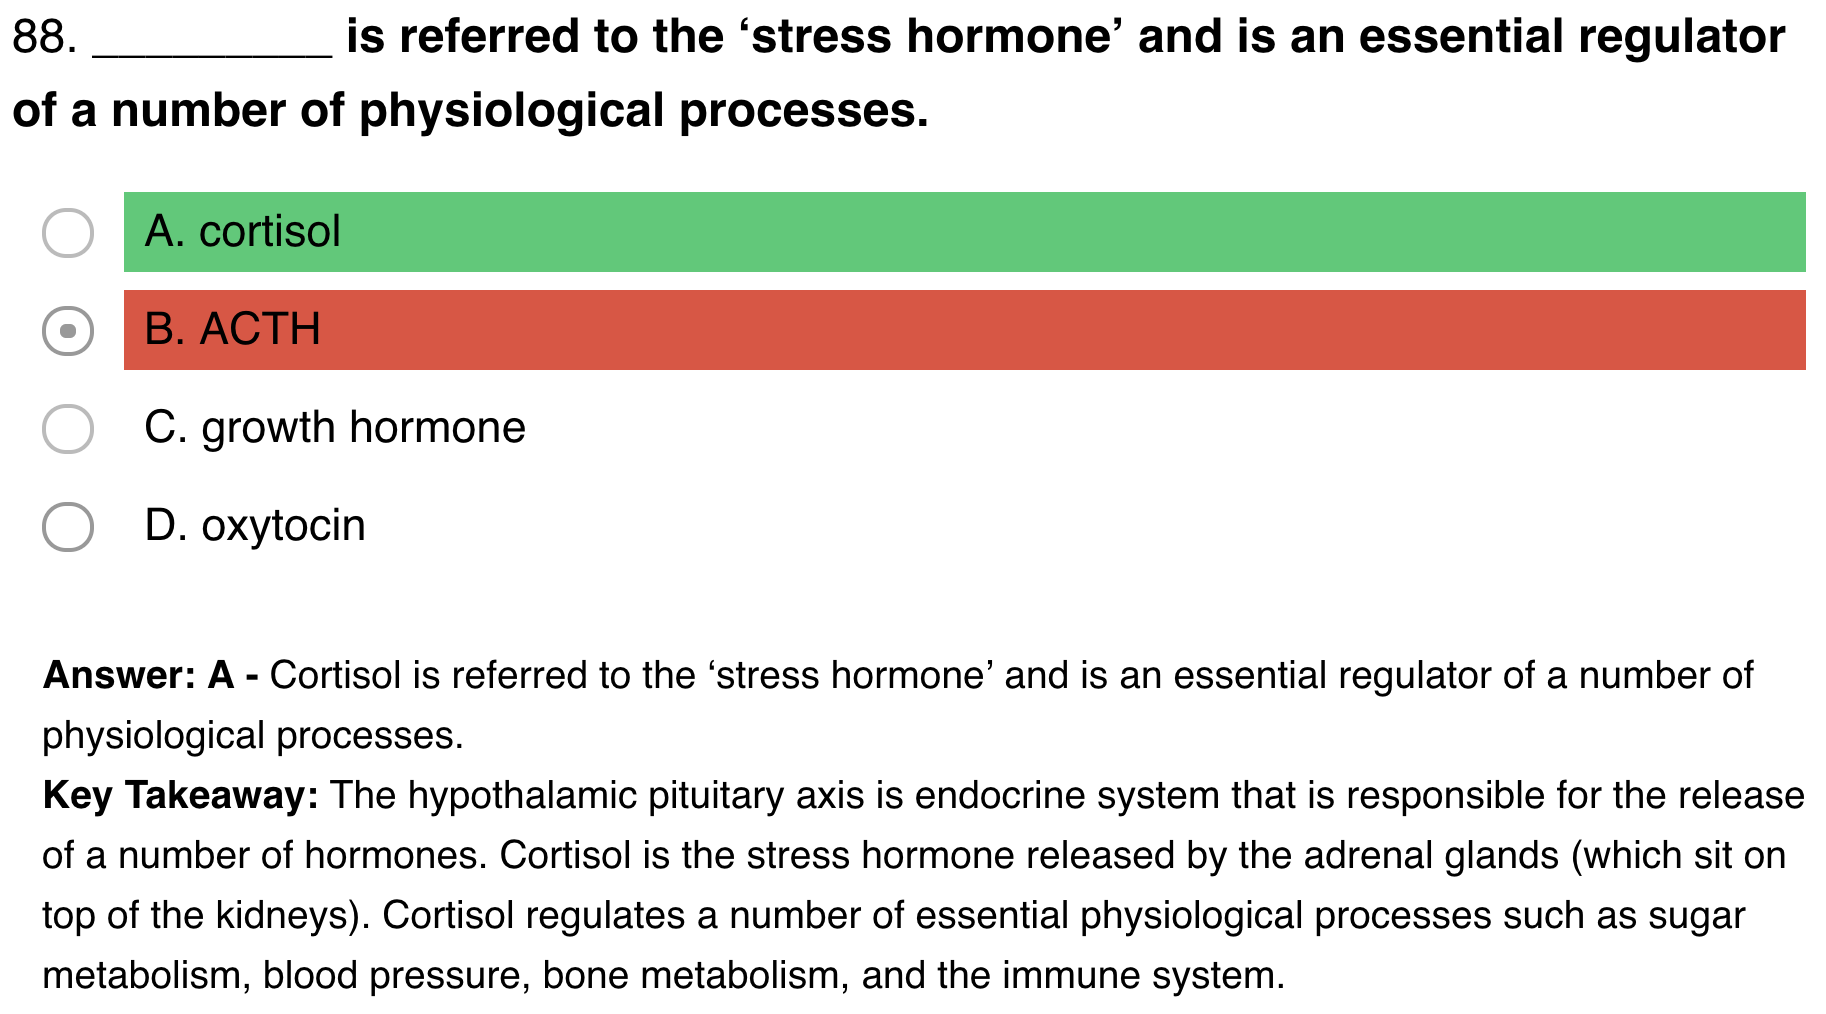 88. __________ is referred to the ‘stress hormone’ and is an essential regulator
of a number of physiological processes.
A. cortisol
B. ACTH
C. growth hormone
D. oxytocin
Answer: A - Cortisol is referred to the ‘stress hormone’ and is an essential regulator of a number of
physiological processes.
Key Takeaway: The hypothalamic pituitary axis is endocrine system that is responsible for the release
of a number of hormones. Cortisol is the stress hormone released by the adrenal glands (which sit on
top of the kidneys). Cortisol regulates a number of essential physiological processes such as sugar
metabolism, blood pressure, bone metabolism, and the immune system.